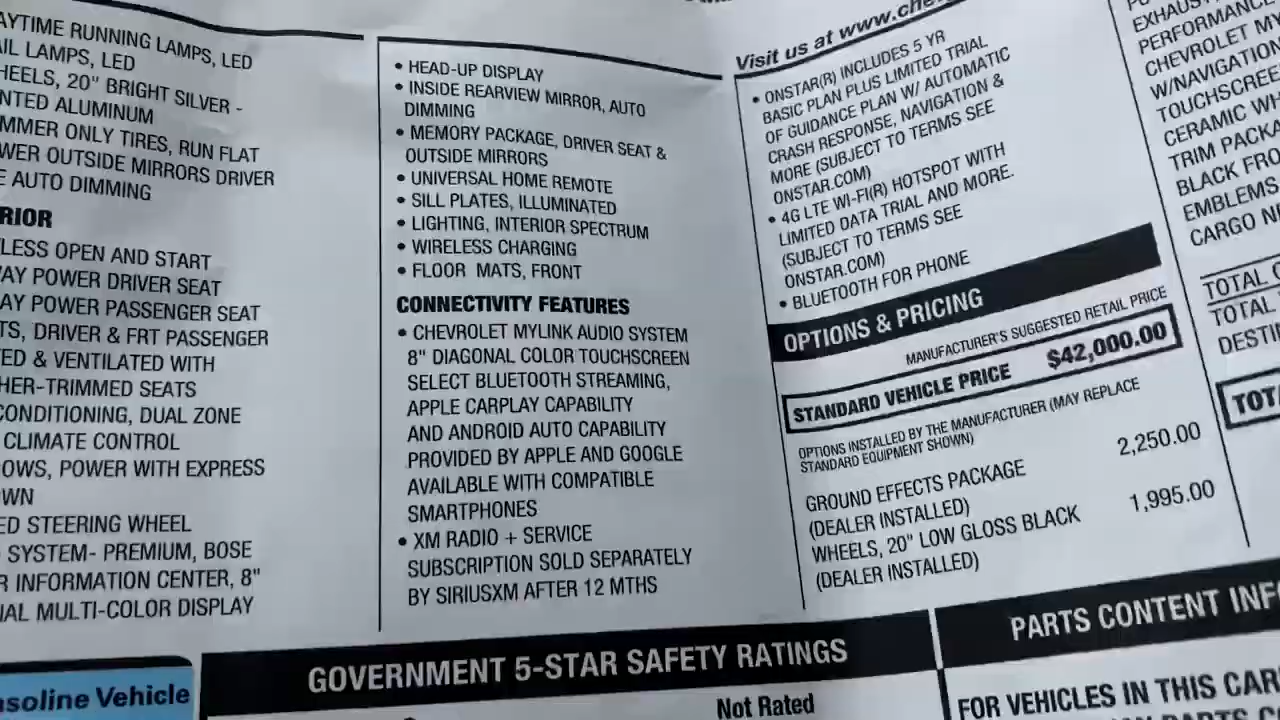 AYTIME RUNNING LAMPS, LED
AIL LAMPS, LED
HEELS, 20" BRIGHT SILVER -
NTED ALUMINUM
MMER ONLY TIRES, RUN FLAT
WER OUTSIDE MIRRORS DRIVER
E AUTO DIMMING
RIOR
LESS OPEN AND START
AY POWER DRIVER SEAT
AY POWER PASSENGER SEAT
TS, DRIVER & FRT PASSENGER
ED & VENTILATED WITH
HER-TRIMMED SEATS
CONDITIONING, DUAL ZONE
CLIMATE CONTROL
OWS, POWER WITH EXPRESS
WN
ED STEERING WHEEL
SYSTEM- PREMIUM, BOSE
R INFORMATION CENTER, 8"
NAL MULTI-COLOR DISPLAY
• HEAD-UP DISPLAY
• INSIDE REARVIEW MIRROR, AUTO
DIMMING
• MEMORY PACKAGE, DRIVER SEAT &
OUTSIDE MIRRORS
• UNIVERSAL HOME REMOTE
• SILL PLATES, ILLUMINATED
• LIGHTING, INTERIOR SPECTRUM
• WIRELESS CHARGING
• FLOOR MATS, FRONT
CONNECTIVITY FEATURES
• CHEVROLET MYLINK AUDIO SYSTEM
8" DIAGONAL COLOR TOUCHSCREEN
SELECT BLUETOOTH STREAMING,
APPLE CARPLAY CAPABILITY
AND ANDROID AUTO CAPABILITY
PROVIDED BY APPLE AND GOOGLE
AVAILABLE WITH COMPATIBLE
SMARTPHONES
• XM RADIO + SERVICE
SUBSCRIPTION SOLD SEPARATELY
BY SIRIUSXM AFTER 12 MTHS
Visit us at www.che
• ONSTAR(R) INCLUDES 5 YR
BASIC PLAN PLUS LIMITED TRIAL
OF GUIDANCE PLAN W/ AUTOMATIC
CRASH RESPONSE, NAVIGATION &
MORE (SUBJECT TO TERMS SEE
ONSTAR.COM)
• 4G LTE WI-FI(R) HOTSPOT WITH
LIMITED DATA TRIAL AND MORE.
(SUBJECT TO TERMS SEE
ONSTAR.COM)
• BLUETOOTH FOR PHONE
OPTIONS & PRICING
MANUFACTURER'S SUGGESTED RETAIL PRICE
STANDARD VEHICLE PRICE $42,000.00
OPTIONS INSTALLED BY THE MANUFACTURER (MAY REPLACE
STANDARD EQUIPMENT SHOWN)
GROUND EFFECTS PACKAGE 2,250.00
(DEALER INSTALLED)
WHEELS, 20" LOW GLOSS BLACK 1,995.00
(DEALER INSTALLED)
EXHAUST
PERFORMANCE
CHEVROLET MY
W/NAVIGATION
TOUCHSCREE
CERAMIC WH
TRIM PACKA
BLACK FRO
EMBLEMS
CARGO NE
TOTAL O
TOTAL
DESTI
TOTA
asoline Vehicle
GOVERNMENT 5-STAR SAFETY RATINGS
Not Rated
PARTS CONTENT INFO
FOR VEHICLES IN THIS CAR